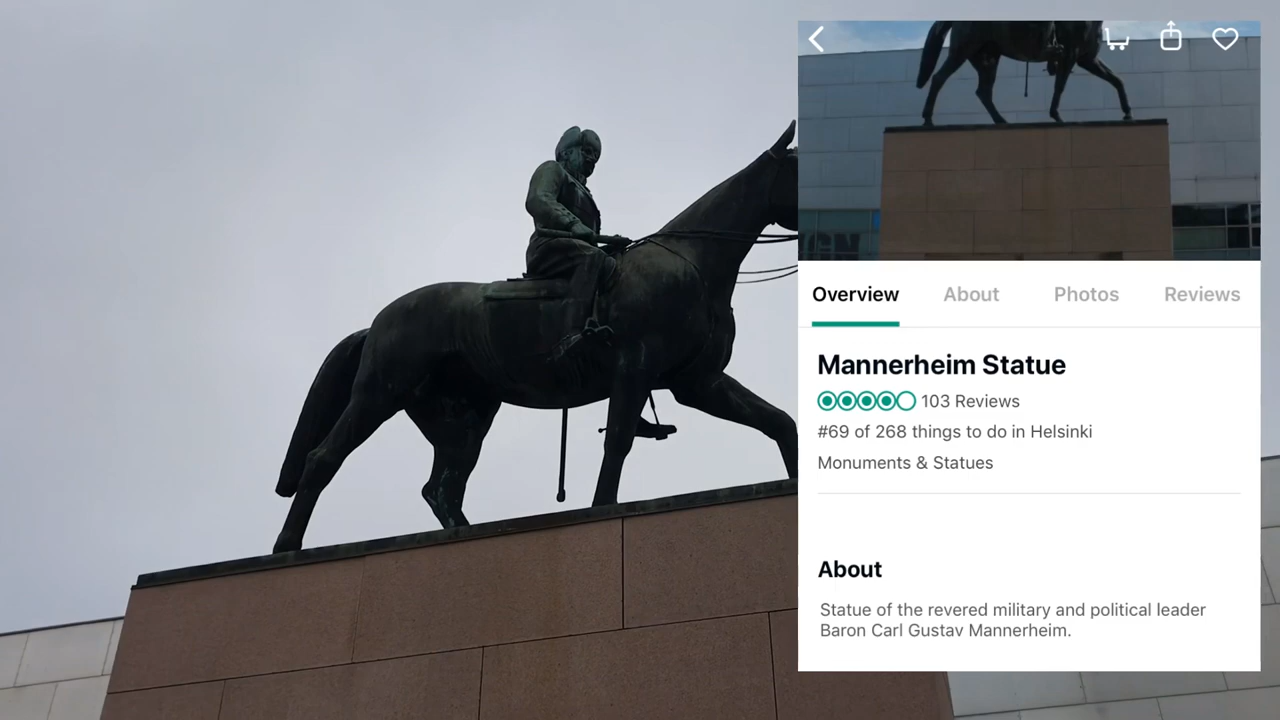 Overview About Photos Reviews
Mannerheim Statue
103 Reviews
#69 of 268 things to do in Helsinki
Monuments & Statues
About
Statue of the revered military and political leader
Baron Carl Gustav Mannerheim.